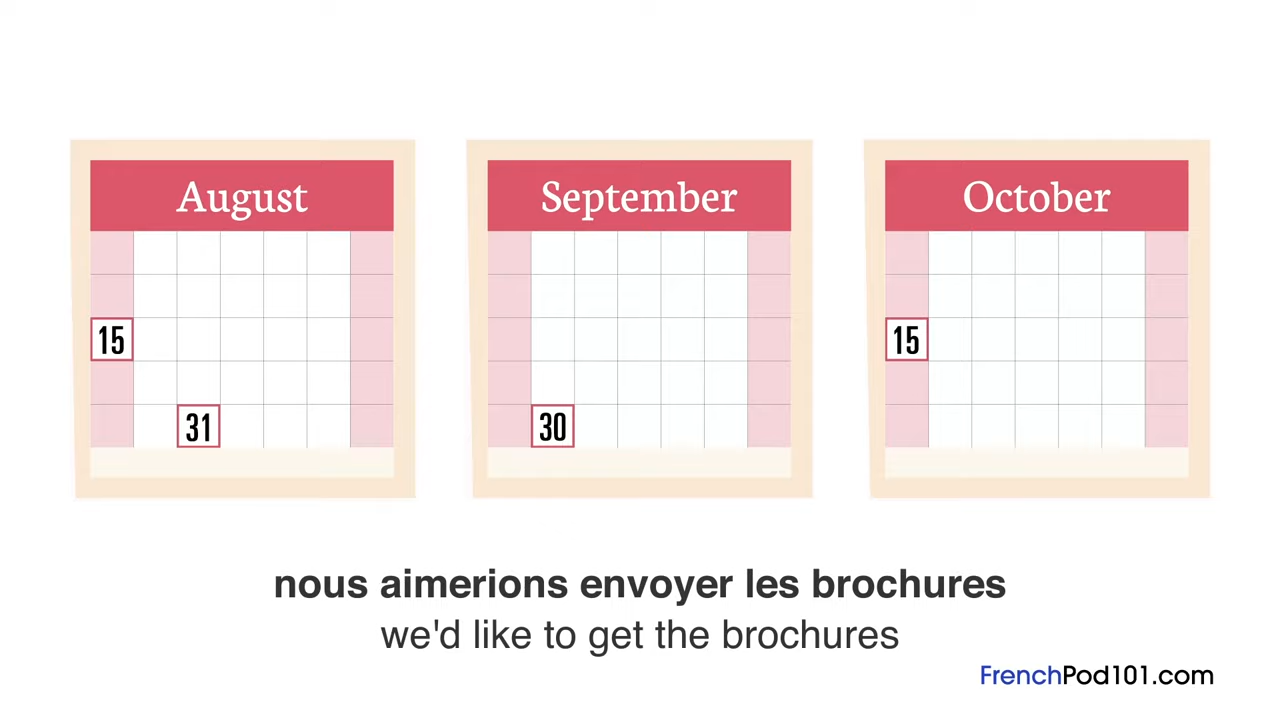 August
September
October
15
15
31
30
nous aimerions envoyer les brochures
we'd like to get the brochures
FrenchPod101.com